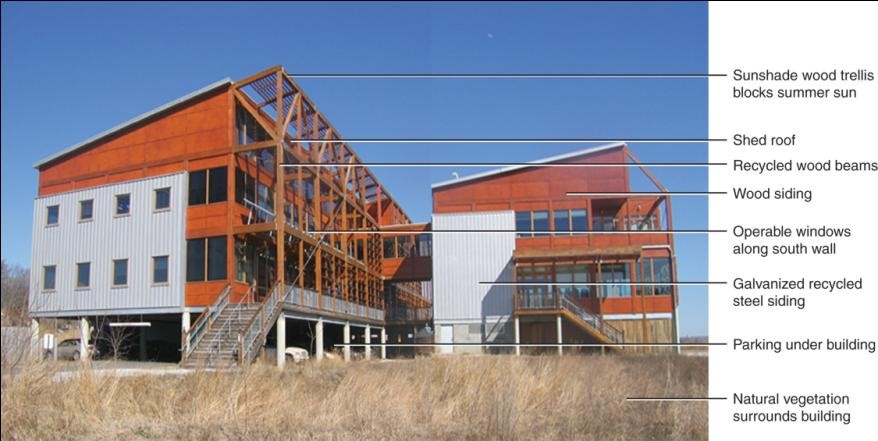 Sunshade wood trellis
blocks summer sun
Shed roof
Recycled wood beams
Wood siding
Operable windows
along south wall
Galvanized recycled
steel siding
Parking under building
Natural vegetation
surrounds building